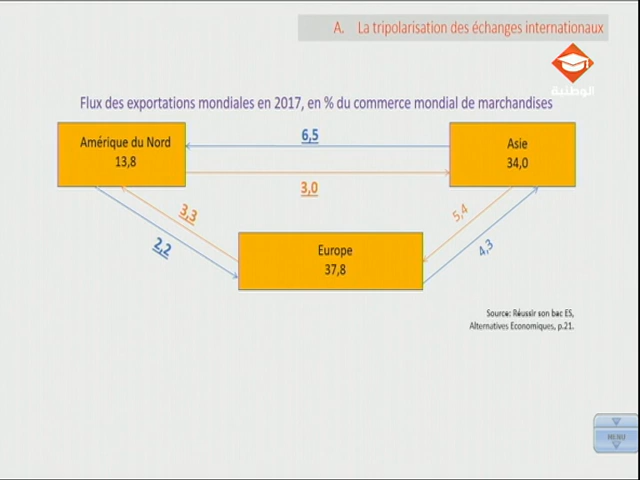 A. La tripolarisation des échanges internationaux
الوطنية
Flux des exportations mondiales en 2017, en % du commerce mondial de marchandises
Amérique du Nord
13,8
6,5
3,0
Asie
34,0
3,3
2,2
5,4
4,3
Europe
37,8
Source: Réussir son bac ES,
Alternatives Economiques, p.21.
MENU